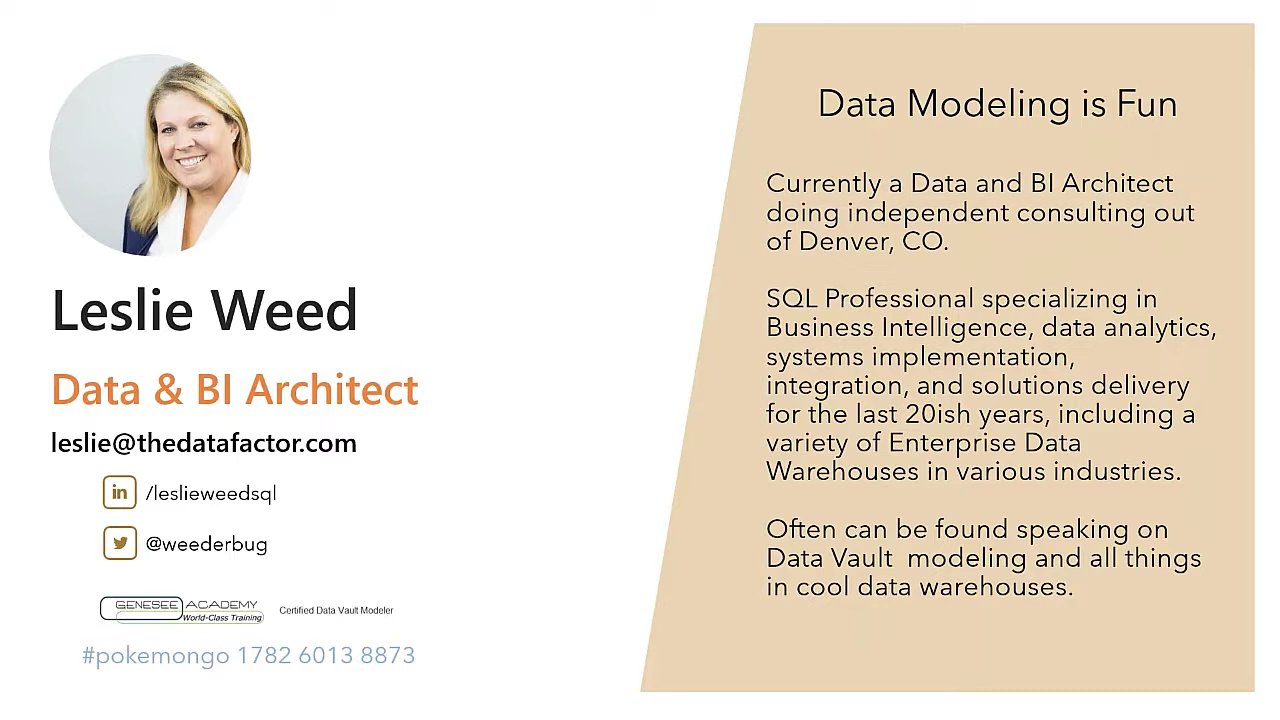 Leslie Weed
Data & BI Architect
leslie@thedatafactor.com
in /leslieweedsql
@weederbug
GENESEE ACADEMY
World-Class Training
Certified Data Vault Modeler
#pokemongo 1782 6013 8873
Data Modeling is Fun
Currently a Data and BI Architect
doing independent consulting out
of Denver, CO.
SQL Professional specializing in
Business Intelligence, data analytics,
systems implementation,
integration, and solutions delivery
for the last 20ish years, including a
variety of Enterprise Data
Warehouses in various industries.
Often can be found speaking on
Data Vault  modeling and all things
in cool data warehouses.